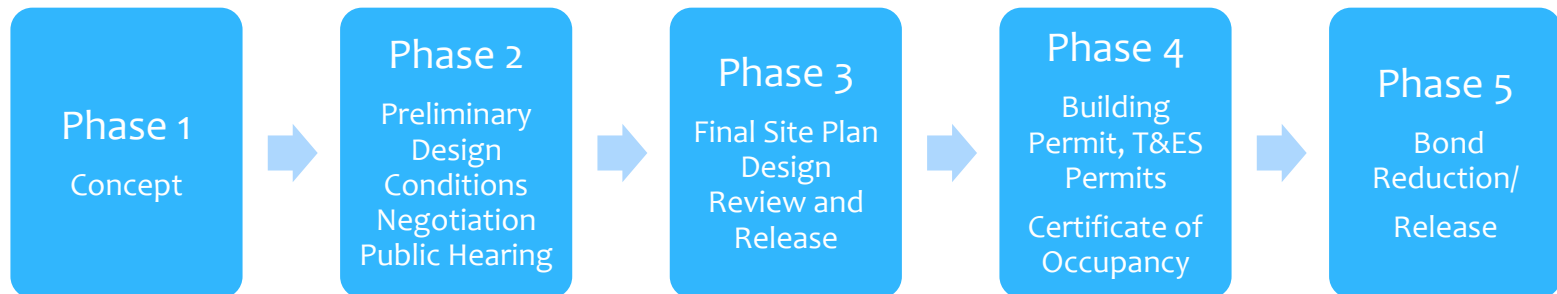 Phase 1
Concept
Phase 2
Preliminary
Design
Conditions
Negotiation
Public Hearing
Phase 3
Final Site Plan
Design
Review and
Release
Phase 4
Building
Permit, T&ES
Permits
Certificate of
Occupancy
Phase 5
Bond
Reduction/
Release